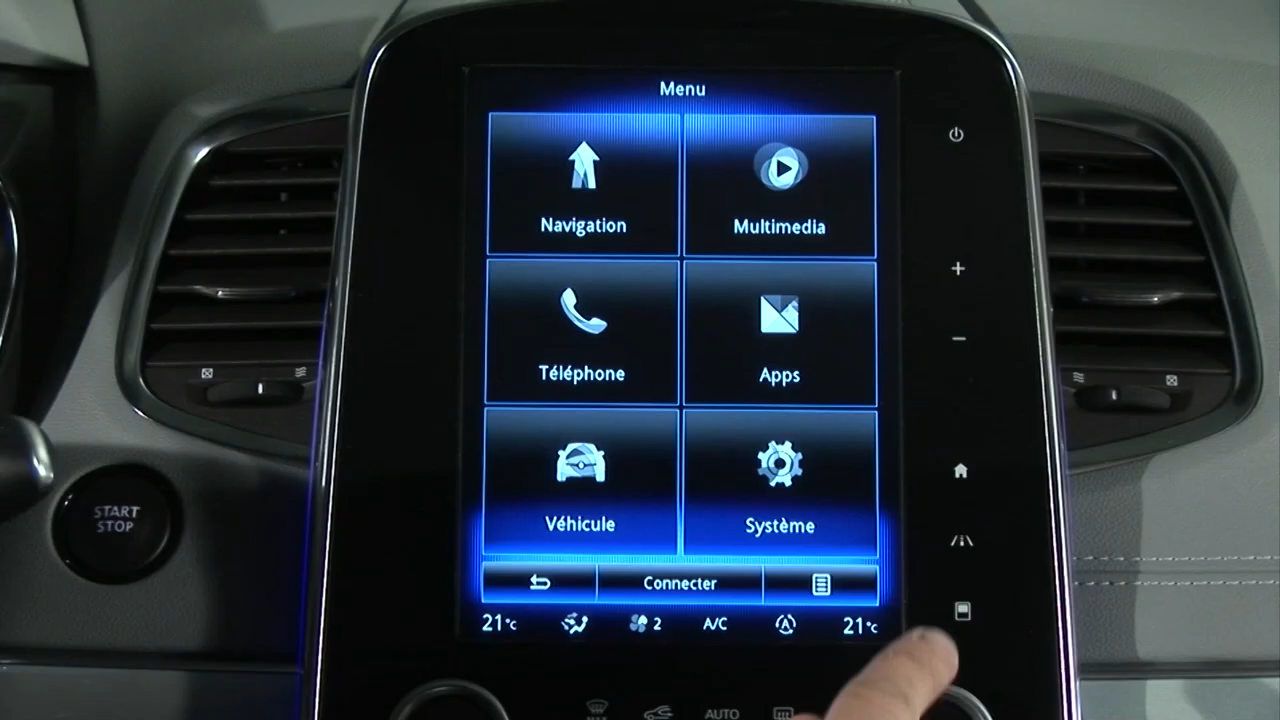 Menu
Navigation
Multimedia
Téléphone
Apps
Véhicule
Système
Connecter
21°C
2
A/C
A
21°C
START
STOP
AUTO